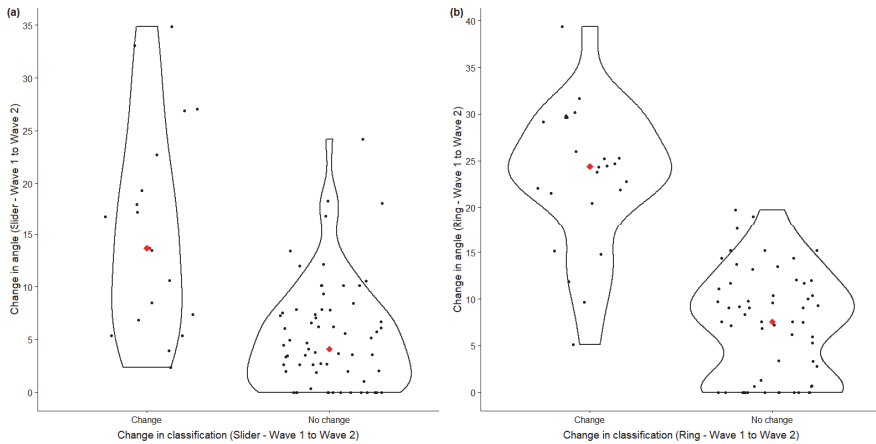 (a)
35
30
25
20
15
10
5
0
Change in angle (Slider - Wave 1 to Wave 2)
Change
No change
Change in classification (Slider - Wave 1 to Wave 2)
(b)
40
35
30
25
20
15
10
5
0
Change in angle (Ring - Wave 1 to Wave 2)
Change
No change
Change in classification (Ring - Wave 1 to Wave 2)